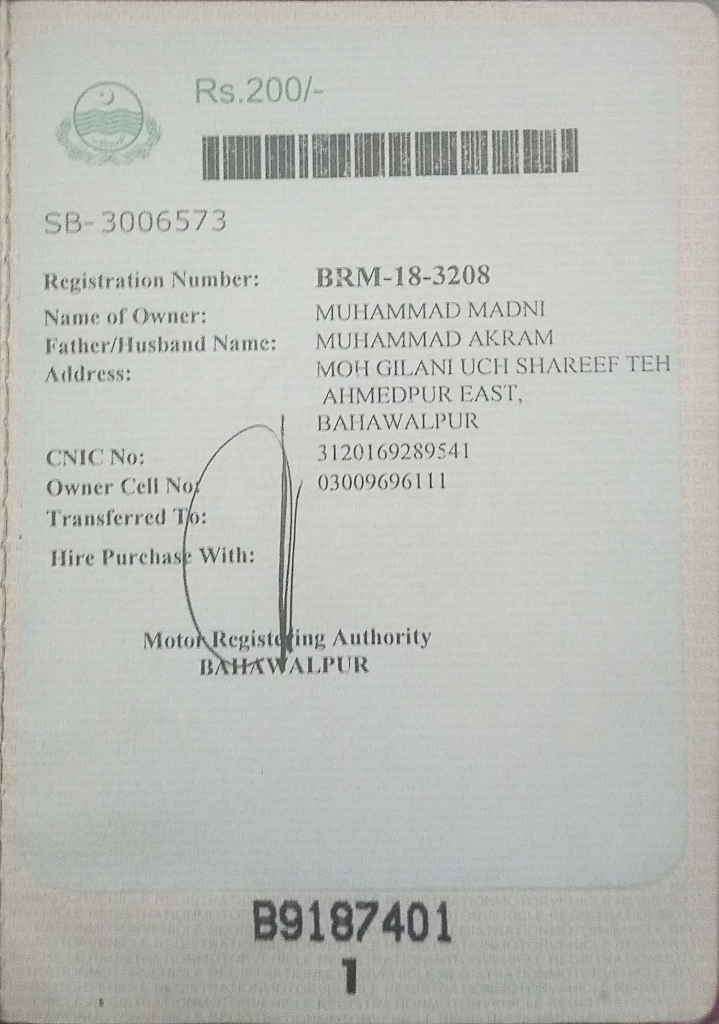 Rs.200/-
SB-3006573
Registration Number: BRM-18-3208
Name of Owner: MUHAMMAD MADNI
Father/Husband Name: MUHAMMAD AKRAM
Address: MOH GILANI UCH SHAREEF TEH
AHMEDPUR EAST,
BAHAWALPUR
CNIC No: 3120169289541
Owner Cell No: 03009696111
Transferred To:
Hire Purchase With:
Motor Registering Authority
BAHAWALPUR
B9187401
1